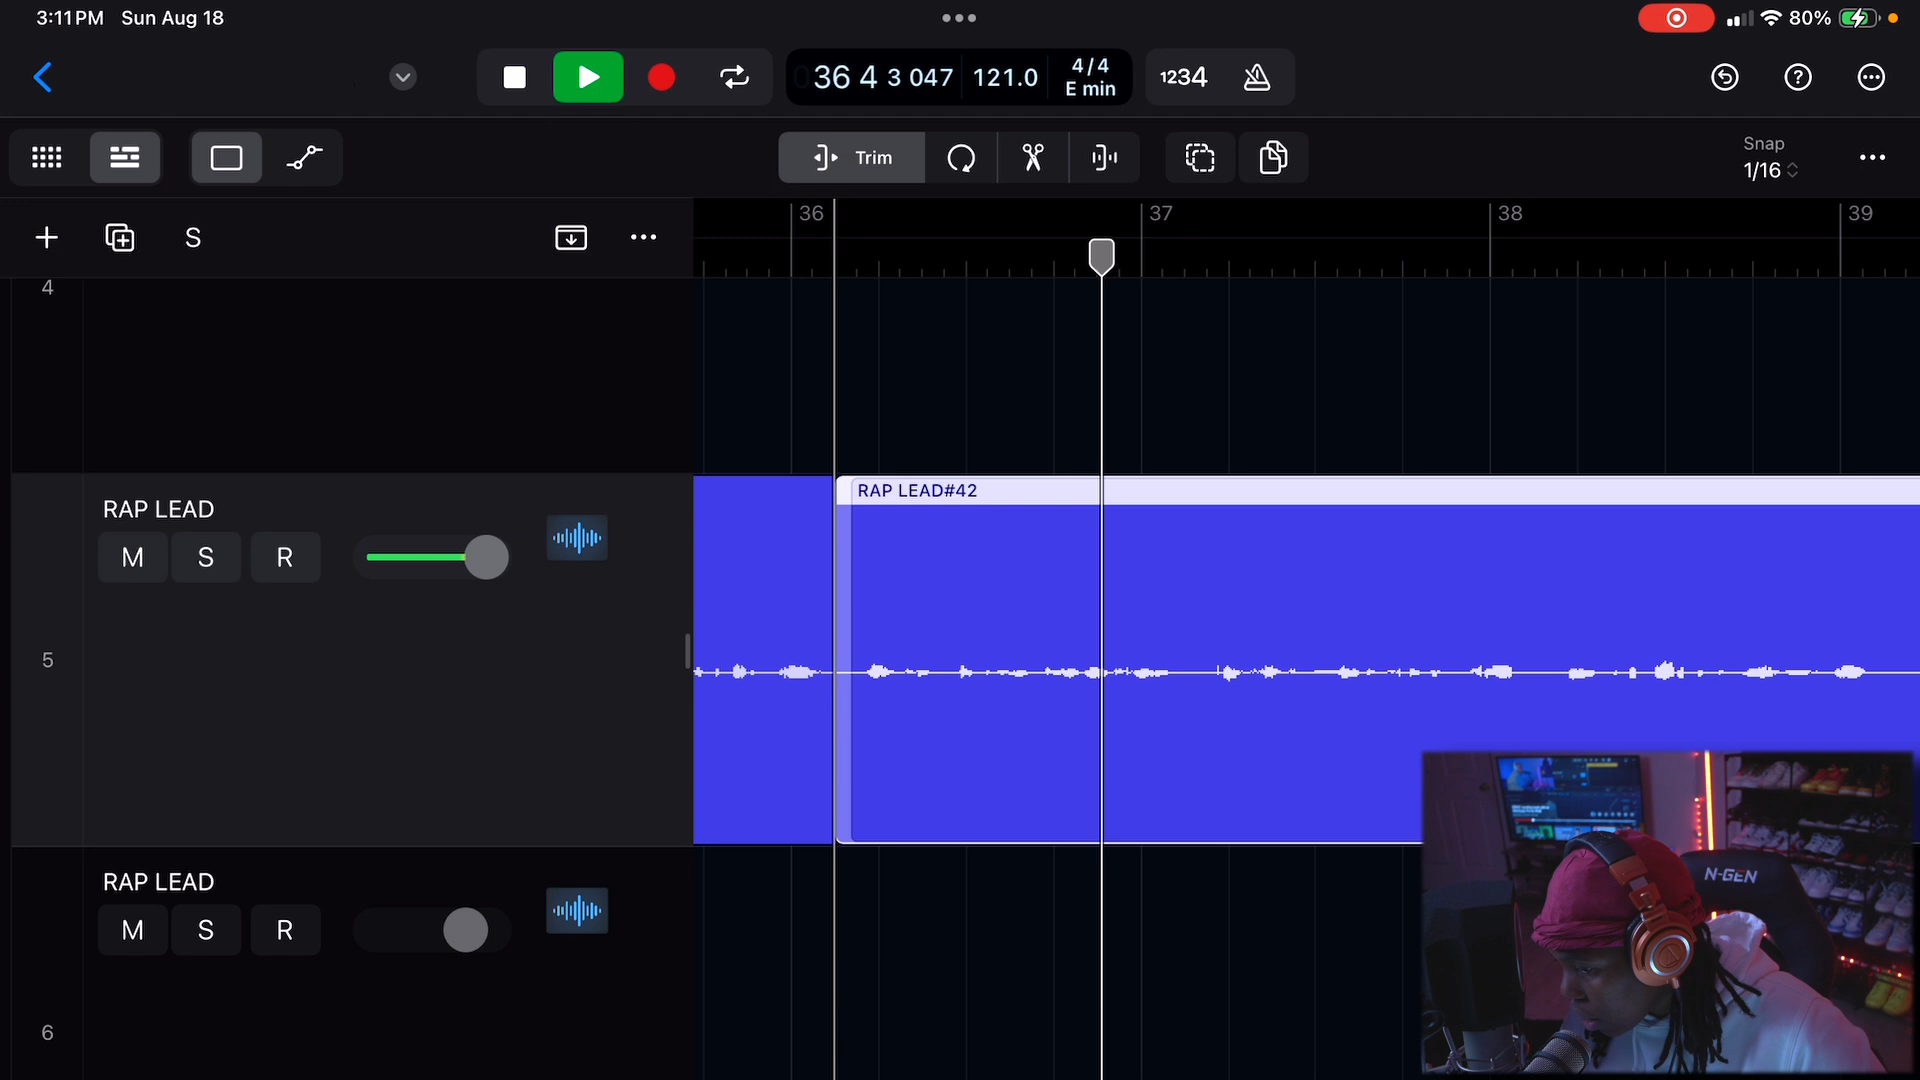 3:11 PM Sun Aug 18
80%
36 4 3 047 121.0 4/4 E min
1234
Trim
Snap
1/16
S
36 37 38 39
4
RAP LEAD
M S R
5
RAP LEAD#42
RAP LEAD
M S R
6
N-GEN